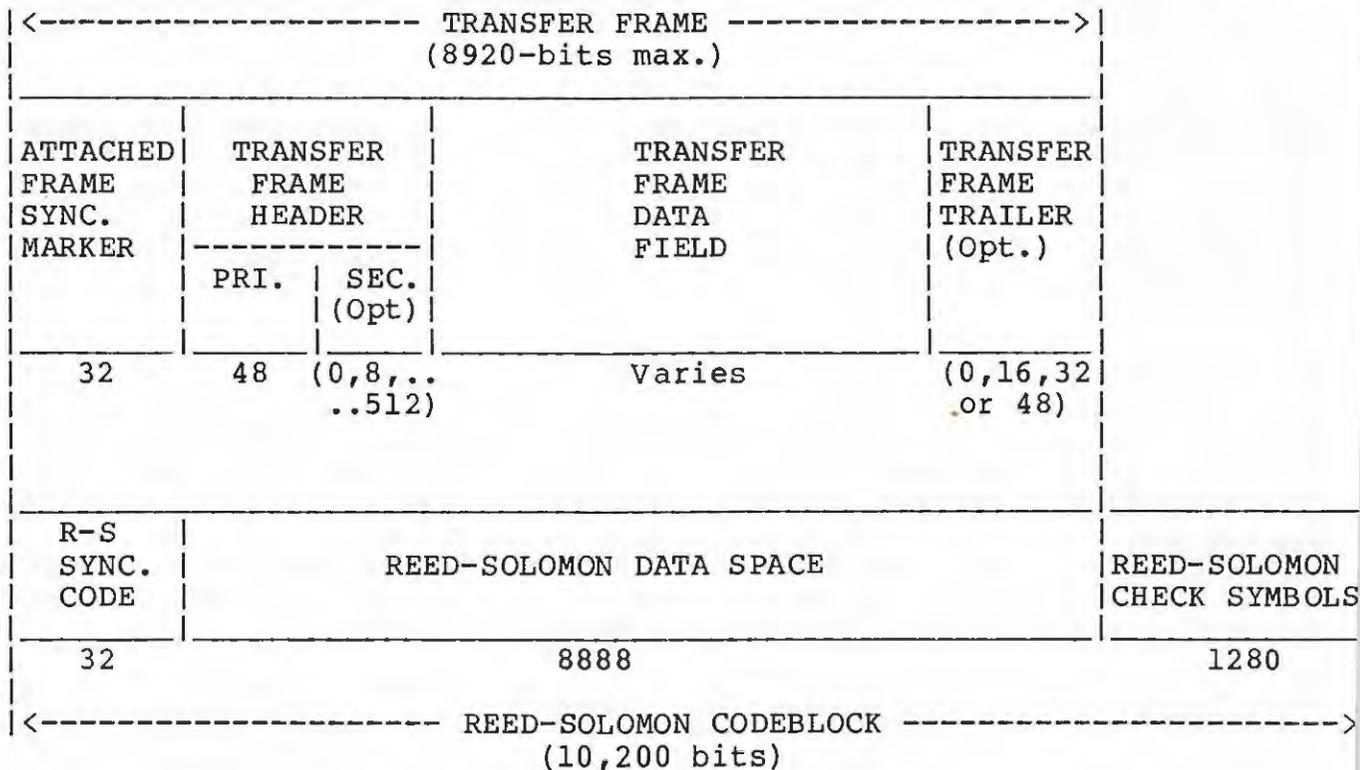 |<-------------------- TRANSFER FRAME ------------------>|
(8920-bits max.)
ATTACHED TRANSFER TRANSFER TRANSFER
FRAME FRAME FRAME FRAME
SYNC. HEADER DATA TRAILER
MARKER FIELD (Opt.)
PRI. SEC.
(Opt)
32 48 (0,8,.. Varies (0,16,32
..512) or 48)
R-S
SYNC. REED-SOLOMON DATA SPACE REED-SOLOMON
CODE CHECK SYMBOLS
32 8888 1280
|<--------------------- REED-SOLOMON CODEBLOCK ----------------------->
(10,200 bits)